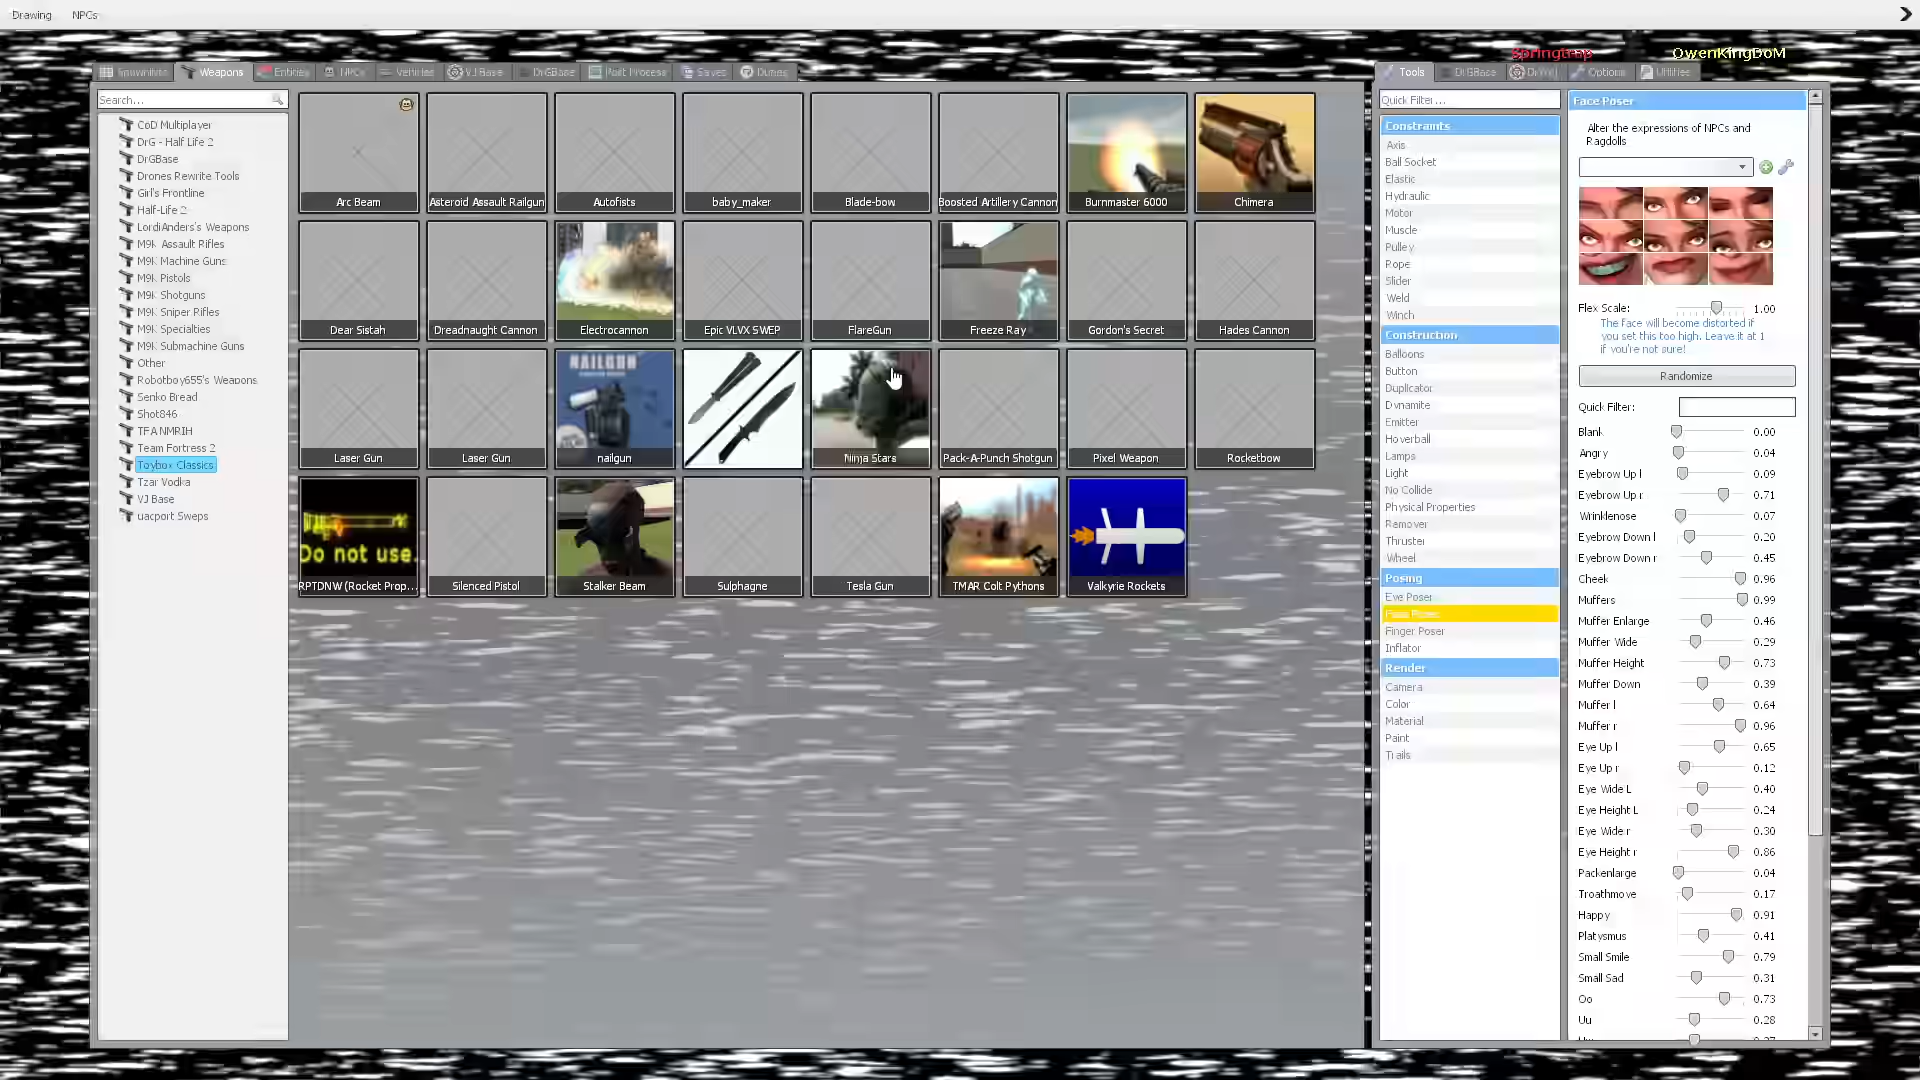 Drawing NPCs
Springtrap OwenKingDoM
Spawnlists Weapons Entities NPCs Vehicles VJ Base DrGBase Post Process Saves Dupes
Tools DrGBase Options Utilities
Search...
CoD Multiplayer
DrG - Half Life 2
DrGBase
Drones Rewrite Tools
Girl's Frontline
Half-Life 2
LordiAnders's Weapons
M9K Assault Rifles
M9K Machine Guns
M9K Pistols
M9K Shotguns
M9K Sniper Rifles
M9K Specialties
M9K Submachine Guns
Other
Robotboy655's Weapons
Senko Bread
Shot846
TFA NMRIH
Team Fortress 2
Toybox Classics
Tzar Vodka
VJ Base
uacport Sweps
Arc Beam
Asteroid Assault Railgun
Autofists
baby_maker
Blade-bow
Boosted Artillery Cannon
Burnmaster 6000
Chimera
Dear Sistah
Dreadnaught Cannon
Electrocannon
Epic VLVX SWEP
FlareGun
Freeze Ray
Gordon's Secret
Hades Cannon
Laser Gun
Laser Gun
NAILGUN
nailgun
Ninja Stars
Pack-A-Punch Shotgun
Pixel Weapon
Rocketbow
Do not use.
RPTDNW (Rocket Prop...
Silenced Pistol
Stalker Beam
Sulphagne
Tesla Gun
TMAR Colt Pythons
Valkyrie Rockets
Quick Filter...
Constraints
Axis
Ball Socket
Elastic
Hydraulic
Motor
Muscle
Pulley
Rope
Slider
Weld
Winch
Construction
Balloons
Button
Duplicator
Dynamite
Emitter
Hoverball
Lamps
Light
No Collide
Physical Properties
Remover
Thruster
Wheel
Posing
Eye Poser
Face Poser
Finger Poser
Inflator
Render
Camera
Color
Material
Paint
Trails
Face Poser
Alter the expressions of NPCs and
Ragdolls
Flex Scale: 1.00
The face will become distorted if
you set this too high. Leave it at 1
if you're not sure!
Randomize
Quick Filter:
Blank 0.00
Angry 0.04
Eyebrow Up l 0.09
Eyebrow Up r 0.71
Wrinklenose 0.07
Eyebrow Down l 0.20
Eyebrow Down r 0.45
Cheek 0.96
Muffers 0.99
Muffer Enlarge 0.46
Muffer Wide 0.29
Muffer Height 0.73
Muffer Down 0.39
Muffer l 0.64
Muffer r 0.96
Eye Up l 0.65
Eye Up r 0.12
Eye Wide L 0.40
Eye Height L 0.24
Eye Wide r 0.30
Eye Height r 0.86
Packenlarge 0.04
Troathmove 0.17
Happy 0.91
Platysmus 0.41
Small Smile 0.79
Small Sad 0.31
Oo 0.73
Uu 0.28